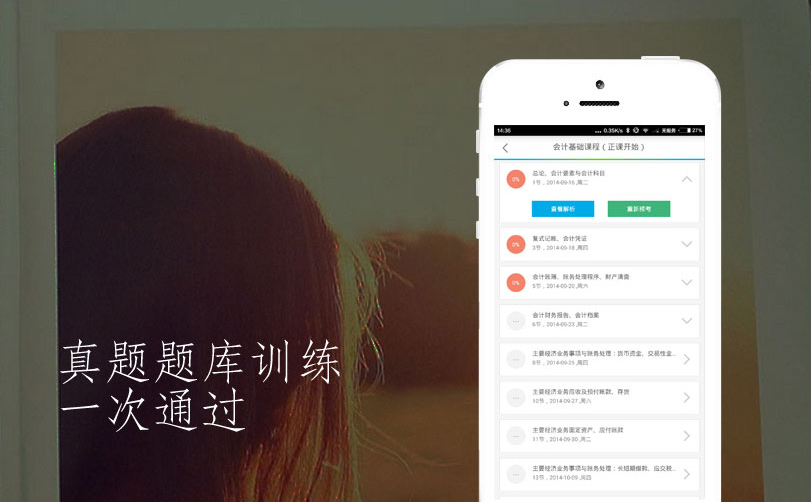 真题题库训练
一次通过
14:36
0.35K/s
无服务
27%
会计基础课程（正课开始）
0%
总论、会计要素与会计科目
1节，2014-09-16,周二
查看解析
重新模考
0%
复式记账、会计凭证
3节，2014-09-18,周四
0%
会计账簿、账务处理程序、财产清查
5节，2014-09-20,周六
会计财务报告、会计档案
6节，2014-09-23,周二
主要经济业务事项与账务处理：货币资金、交易性金...
8节，2014-09-25,周四
主要经济业务应收及预付账款、存货
10节，2014-09-27,周六
主要经济业务固定资产、应付账款
11节，2014-09-30,周二
主要经济业务事项与账务处理：长短期借款、应交税...
13节，2014-10-09,周四